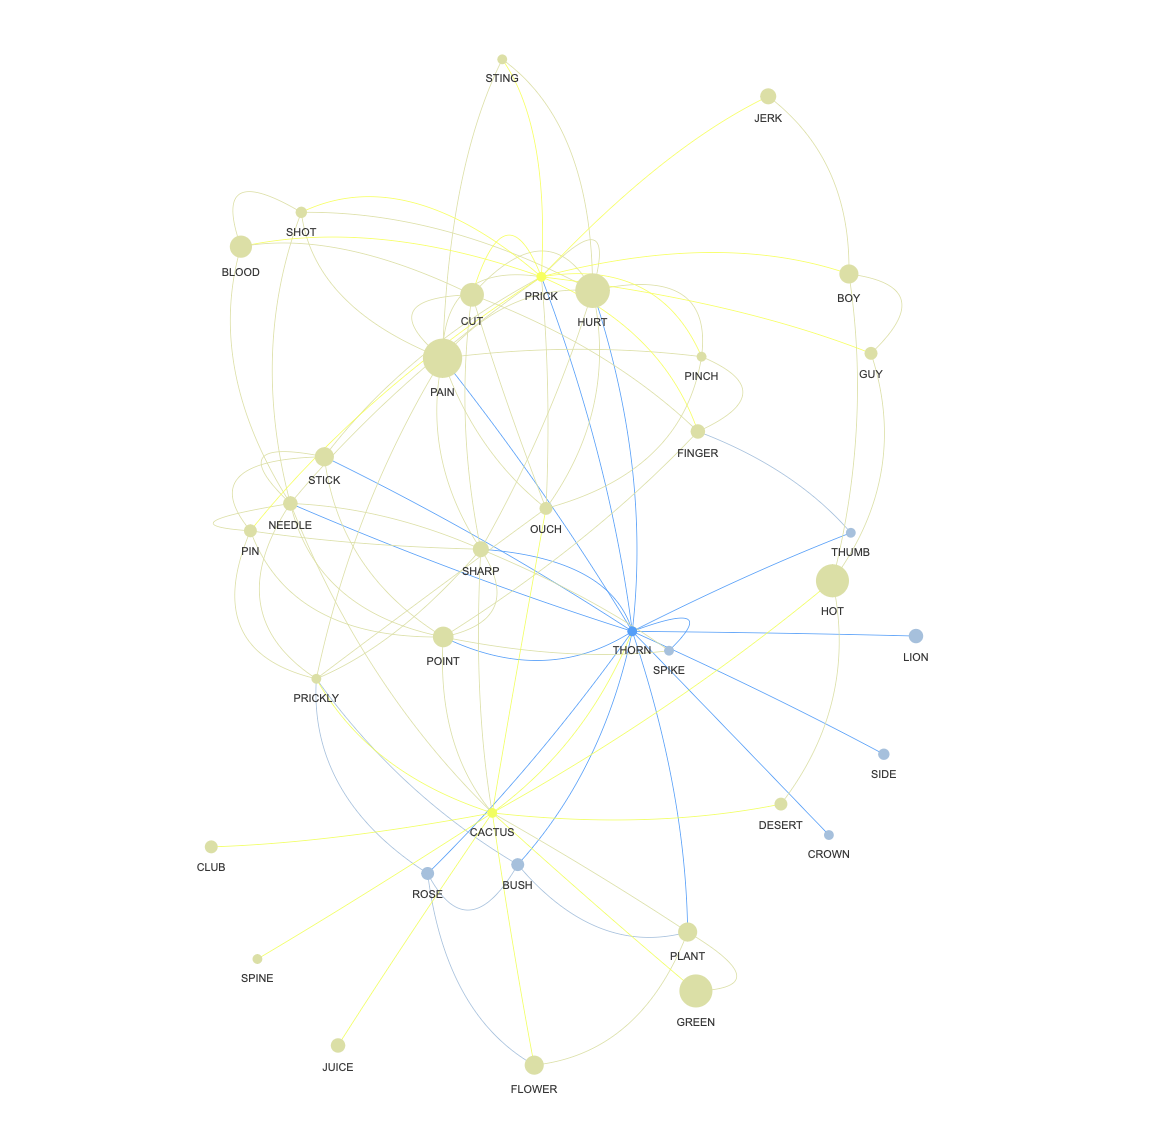 STING
JERK
SHOT
BLOOD
PRICK
BOY
CUT
HURT
GUY
PINCH
PAIN
FINGER
STICK
NEEDLE
OUCH
PIN
THUMB
SHARP
HOT
THORN
LION
POINT
SPIKE
PRICKLY
SIDE
DESERT
CACTUS
CROWN
CLUB
BUSH
ROSE
PLANT
SPINE
GREEN
JUICE
FLOWER